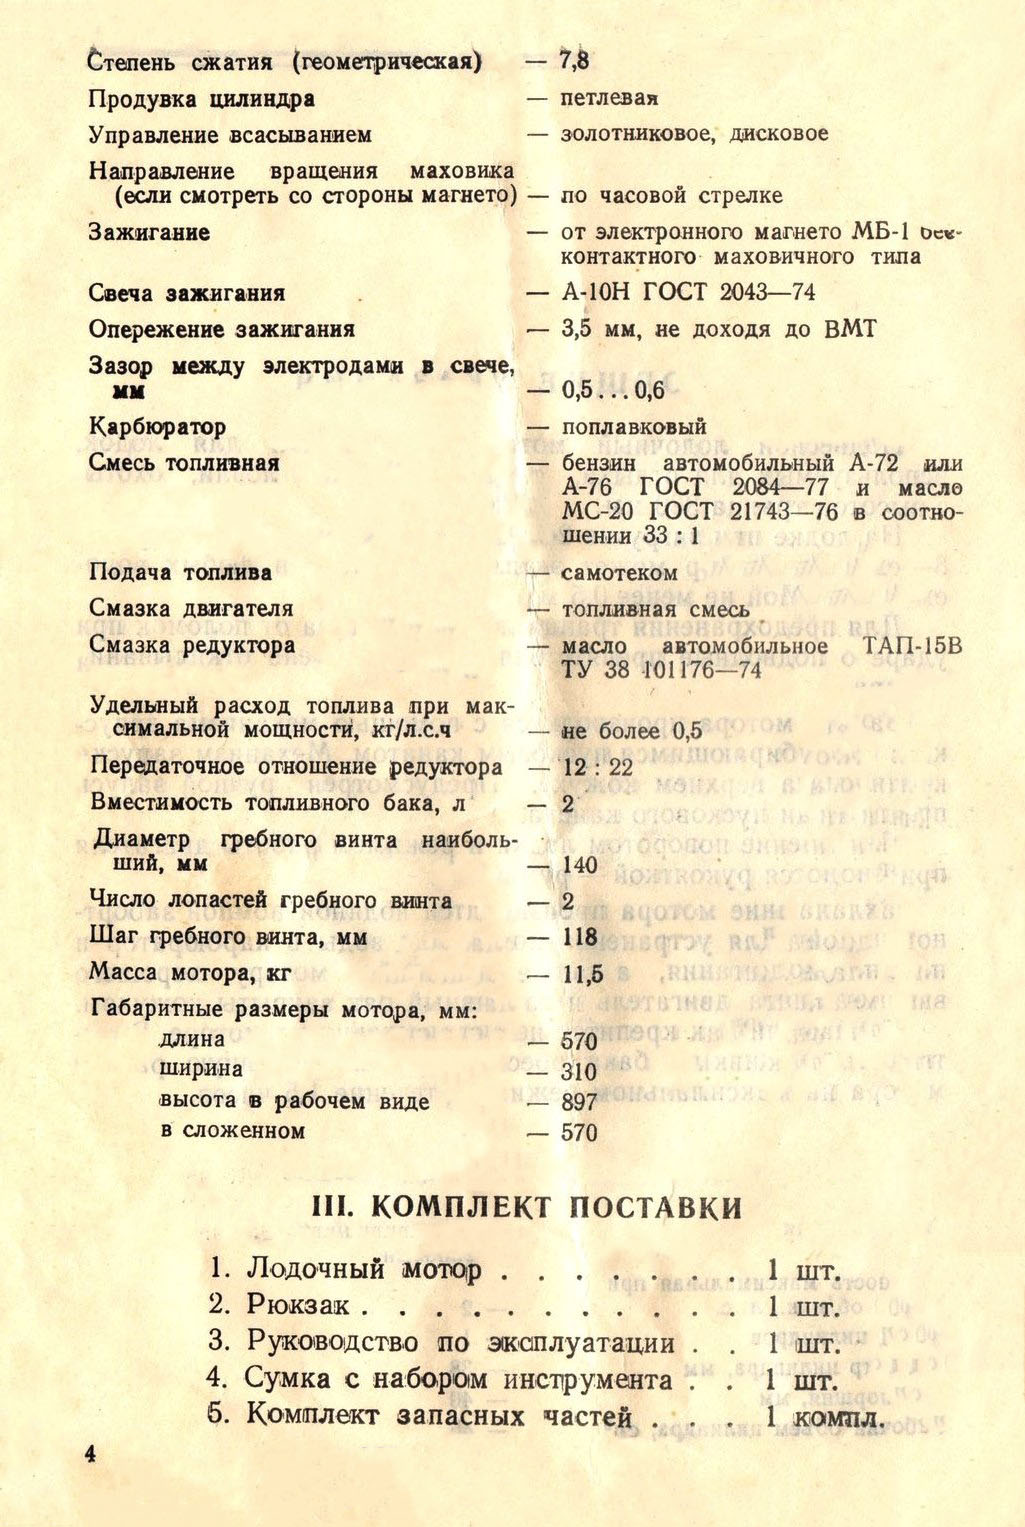 Степень сжатия (геометрическая) — 7,8
Продувка цилиндра — петлевая
Управление всасыванием — золотниковое, дисковое
Направление вращения маховика
(если смотреть со стороны магнето) — по часовой стрелке
Зажигание — от электронного магнето МБ-1 бек-
контактного маховичного типа
Свеча зажигания — А-10Н ГОСТ 2043—74
Опережение зажигания — 3,5 мм, не доходя до ВМТ
Зазор между электродами в свече,
мм — 0,5...0,6
Карбюратор — поплавковый
Смесь топливная — бензин автомобильный А-72 или
А-76 ГОСТ 2084—77 и масло
МС-20 ГОСТ 21743—76 в соотно-
шении 33 : 1
Подача топлива — самотеком
Смазка двигателя — топливная смесь
Смазка редуктора — масло автомобильное ТАП-15В
ТУ 38 101176—74
Удельный расход топлива при мак-
симальной мощности, кг/л.с.ч — не более 0,5
Передаточное отношение редуктора — 12 : 22
Вместимость топливного бака, л — 2
Диаметр гребного винта наиболь-
ший, мм — 140
Число лопастей гребного винта — 2
Шаг гребного винта, мм — 118
Масса мотора, кг — 11,5
Габаритные размеры мотора, мм:
длина — 570
ширина — 310
высота в рабочем виде — 897
в сложенном — 570
III. КОМПЛЕКТ ПОСТАВКИ
1. Лодочный мотор . . . . . . . 1 шт.
2. Рюкзак . . . . . . . . . . . 1 шт.
3. Руководство по эксплуатации . . 1 шт.
4. Сумка с набором инструмента . . 1 шт.
5. Комплект запасных частей . . . 1 компл.
4